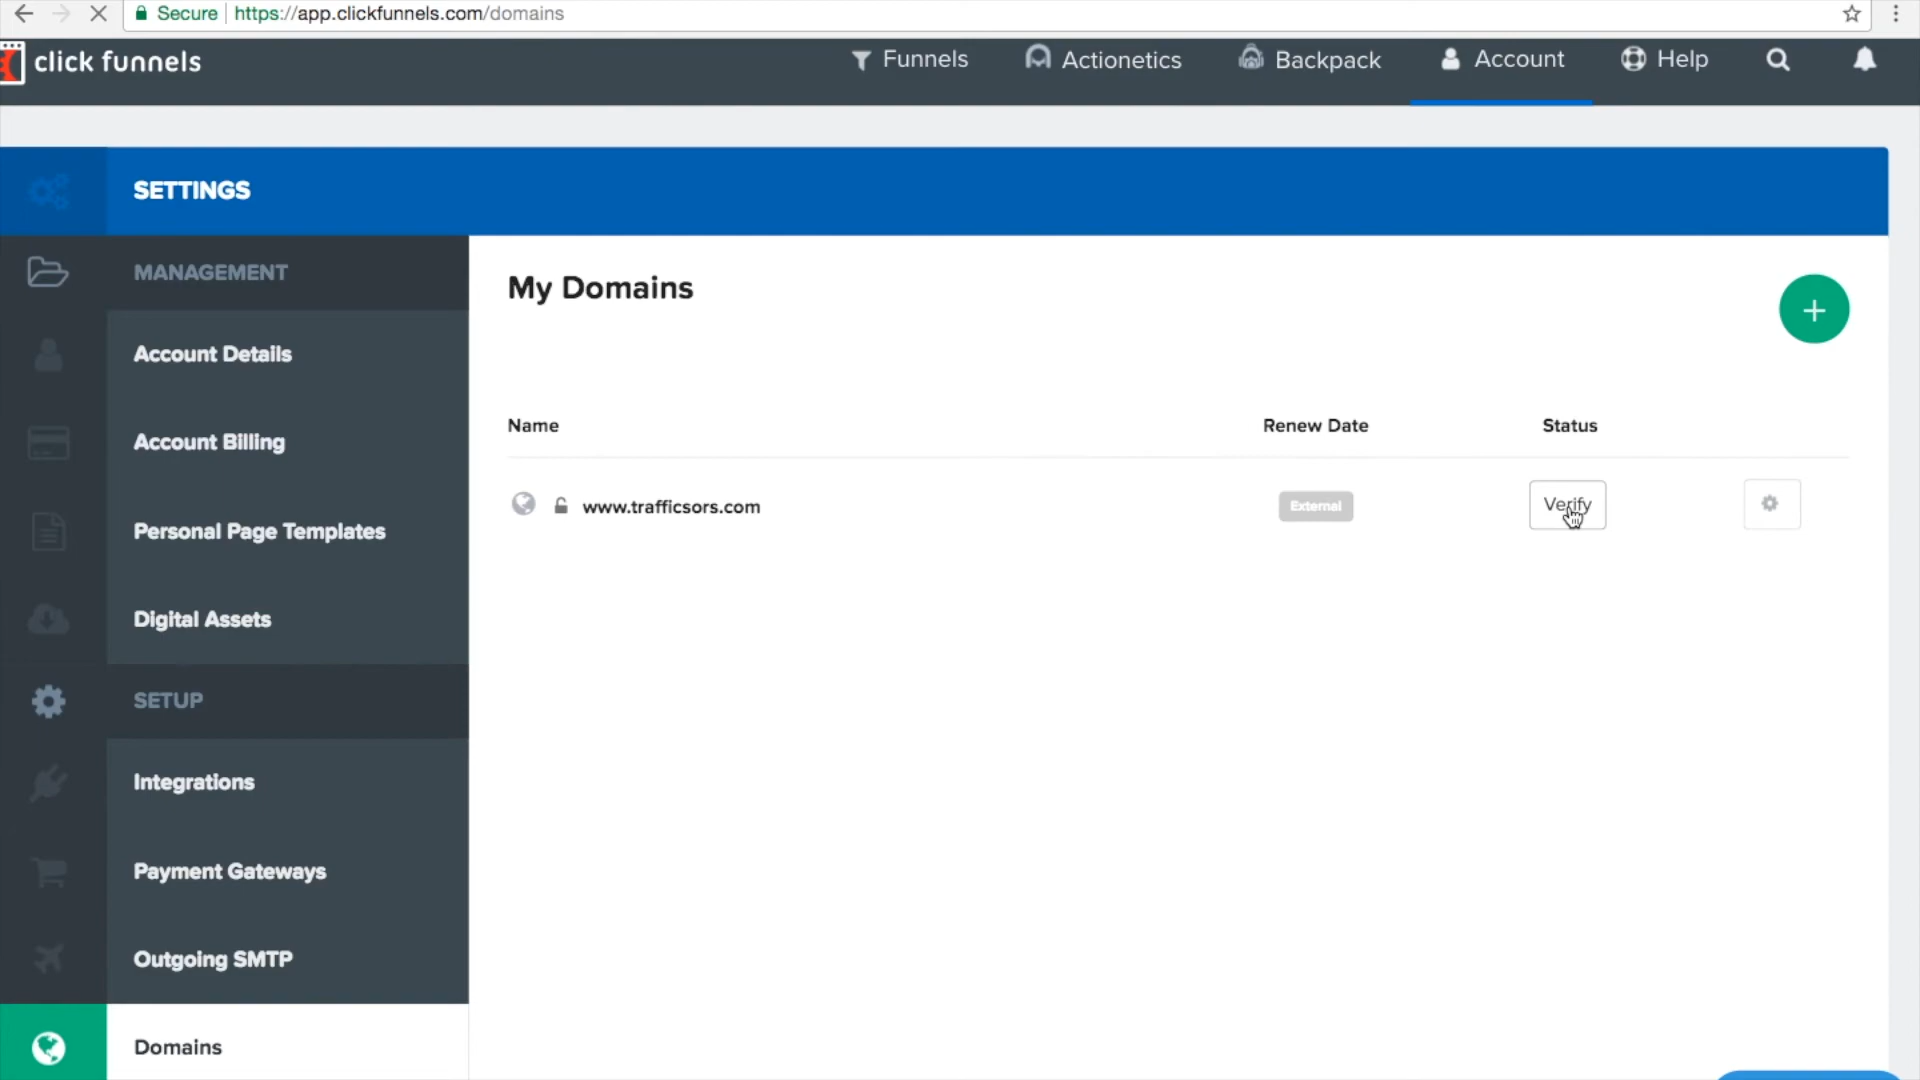 Secure https://app.clickfunnels.com/domains
click funnels
Funnels
Actionetics
Backpack
Account
Help
SETTINGS
MANAGEMENT
Account Details
Account Billing
Personal Page Templates
Digital Assets
SETUP
Integrations
Payment Gateways
Outgoing SMTP
Domains
My Domains
+
Name Renew Date Status
www.trafficsors.com External Verify